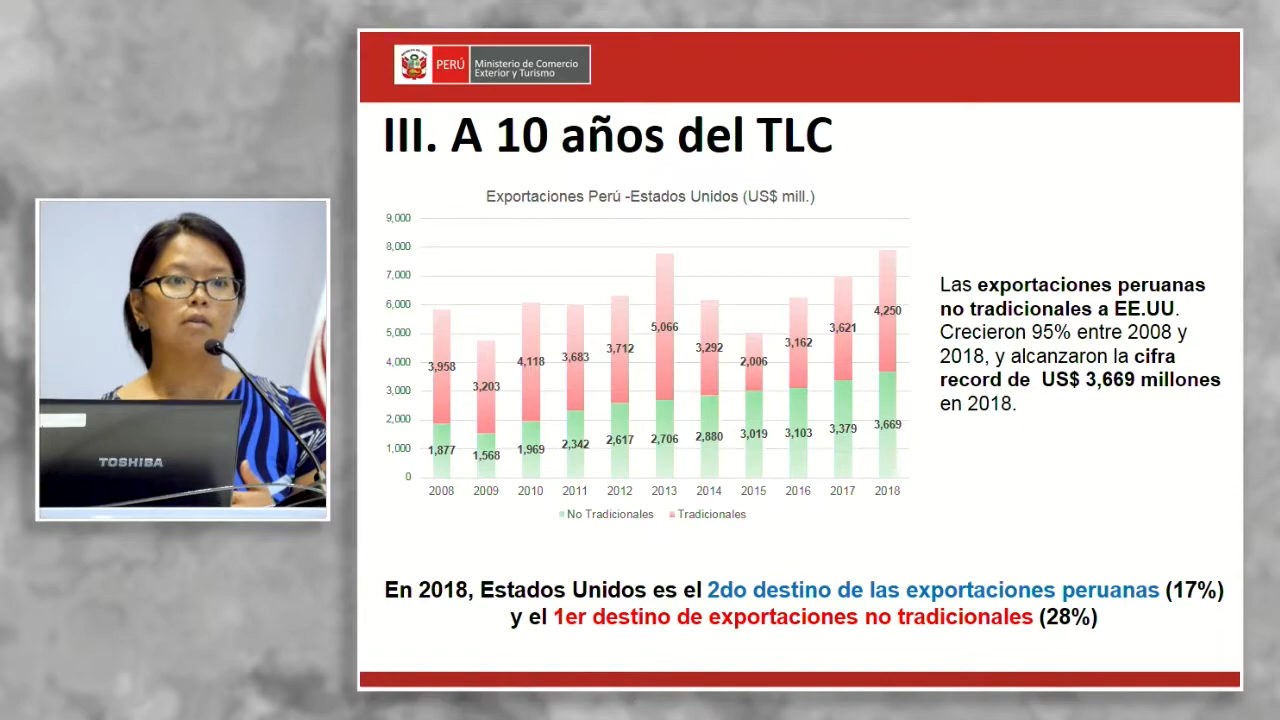 PERÚ
Ministerio de Comercio
Exterior y Turismo
III. A 10 años del TLC
Exportaciones Perú -Estados Unidos (US$ mill.)
9,000
8,000
7,000
6,000
5,000
4,000
3,000
2,000
1,000
0
3,958
3,203
4,118
3,683
3,712
5,066
3,292
2,006
3,162
3,621
4,250
1,877
1,568
1,969
2,342
2,617
2,706
2,880
3,019
3,103
3,379
3,669
2008 2009 2010 2011 2012 2013 2014 2015 2016 2017 2018
No Tradicionales Tradicionales
Las exportaciones peruanas
no tradicionales a EE.UU.
Crecieron 95% entre 2008 y
2018, y alcanzaron la cifra
record de US$ 3,669 millones
en 2018.
En 2018, Estados Unidos es el 2do destino de las exportaciones peruanas (17%)
y el 1er destino de exportaciones no tradicionales (28%)
TOSHIBA